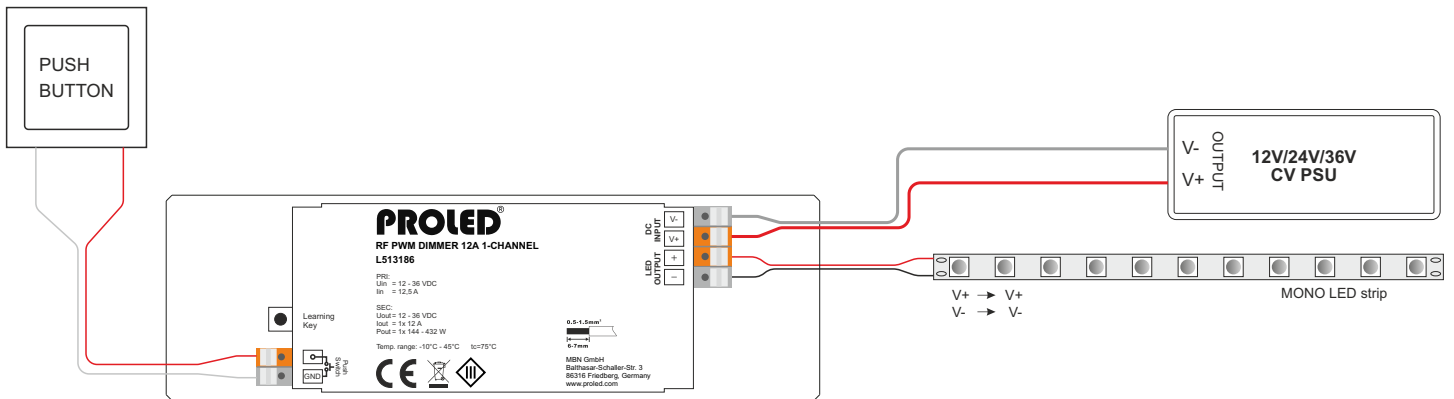 PUSH
BUTTON
PROLED®
RF PWM DIMMER 12A 1-CHANNEL
L513186
PRI:
Uin = 12 - 36 VDC
Iin = 12,5 A
SEC:
Uout = 12 - 36 VDC
Iout = 1x 12 A
Pout = 1x 144 - 432 W
Temp. range: -10°C - 45°C tc=75°C
Learning
Key
Push
Switch
GND
CE
III
0.5-1.5mm²
6-7mm
MBN GmbH
Balthasar-Schaller-Str. 3
86316 Friedberg, Germany
www.proled.com
DC
INPUT
V-
V+
LED
OUTPUT
+
−
V-
V+
OUTPUT
12V/24V/36V
CV PSU
V+ → V+
V- → V-
MONO LED strip